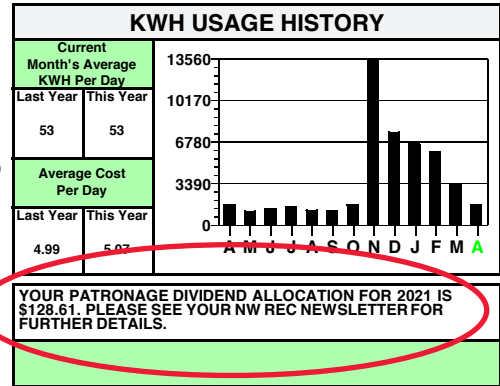 KWH USAGE HISTORY
Current
Month's Average
KWH Per Day
Last Year This Year
53 53
Average Cost
Per Day
Last Year This Year
4.99 5.07
13560
10170
6780
3390
0
A M J J A S O N D J F M A
YOUR PATRONAGE DIVIDEND ALLOCATION FOR 2021 IS
$128.61. PLEASE SEE YOUR NW REC NEWSLETTER FOR
FURTHER DETAILS.